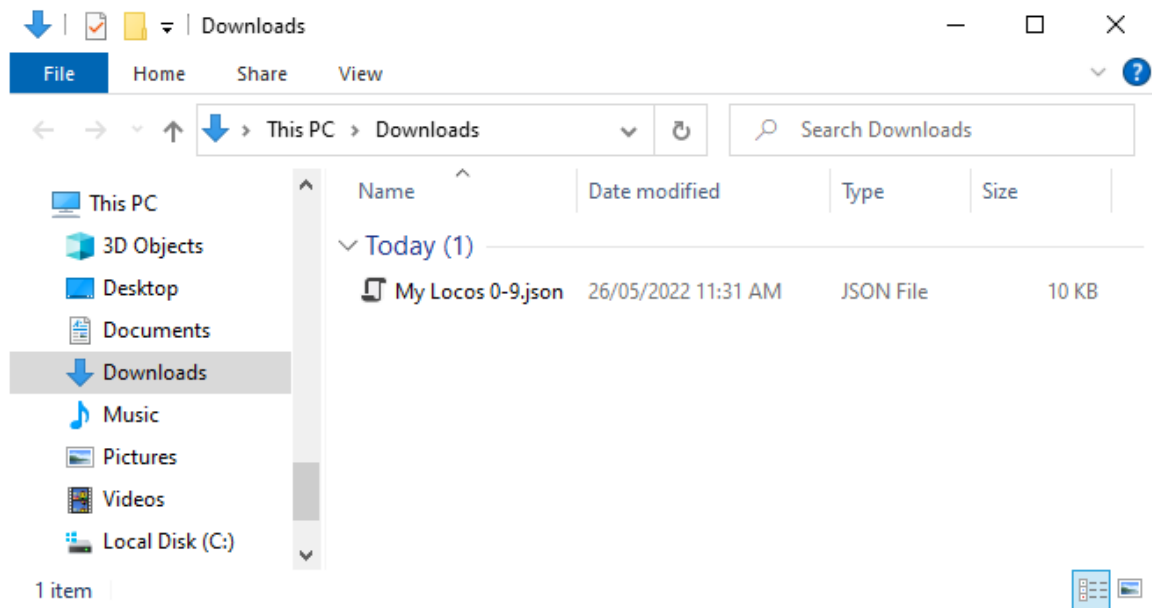 Downloads
File Home Share View
This PC Downloads Search Downloads
Name Date modified Type Size
This PC
3D Objects
Desktop
Documents
Downloads
Music
Pictures
Videos
Local Disk (C:)
Today (1)
My Locos 0-9.json 26/05/2022 11:31 AM JSON File 10 KB
1 item